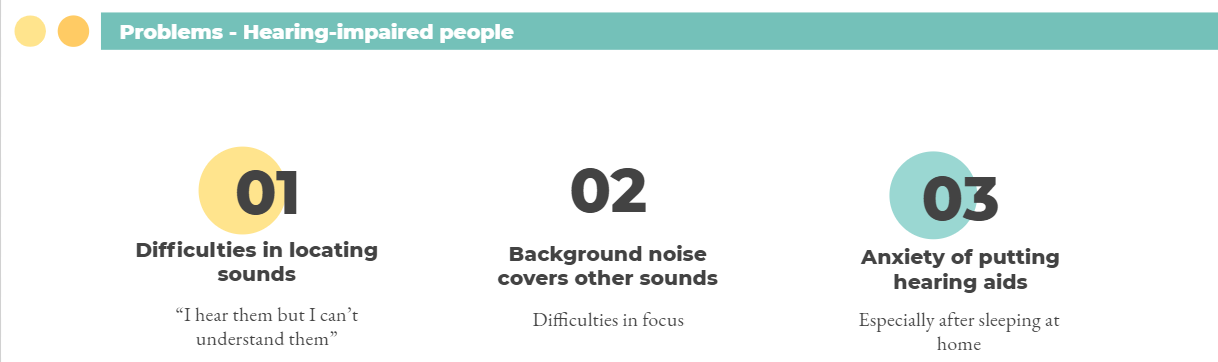 Problems - Hearing-impaired people
01
Difficulties in locating
sounds
“I hear them but I can’t
understand them”
02
Background noise
covers other sounds
Difficulties in focus
03
Anxiety of putting
hearing aids
Especially after sleeping at
home